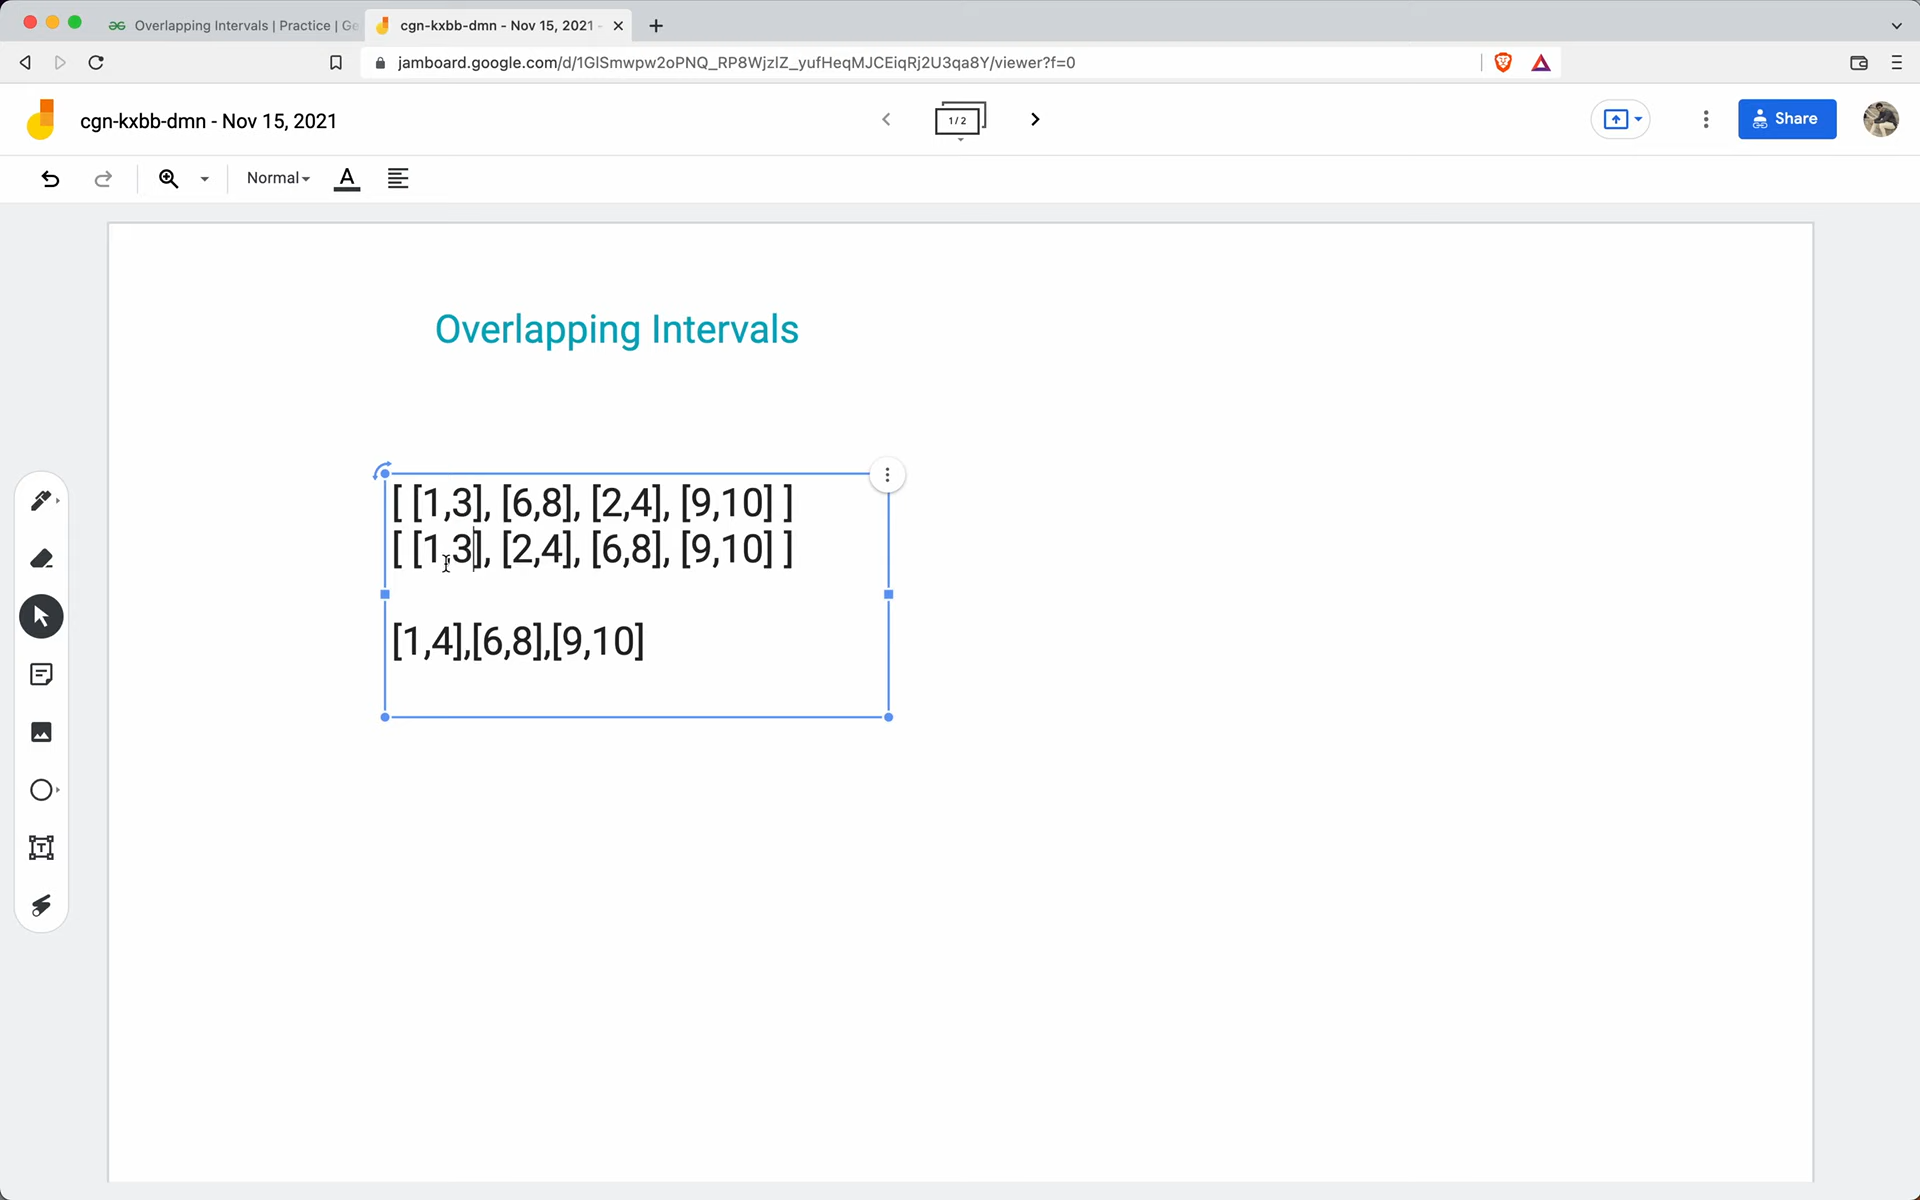 Overlapping Intervals | Practice | Ge
cgn-kxbb-dmn - Nov 15, 2021 -
jamboard.google.com/d/1GlSmwpw2oPNQ_RP8WjzIZ_yufHeqMJCEiqRj2U3qa8Y/viewer?f=0
cgn-kxbb-dmn - Nov 15, 2021
1 / 2
Share
Normal
Overlapping Intervals
[ [1,3], [6,8], [2,4], [9,10] ]
[ [1,3], [2,4], [6,8], [9,10] ]
[1,4],[6,8],[9,10]